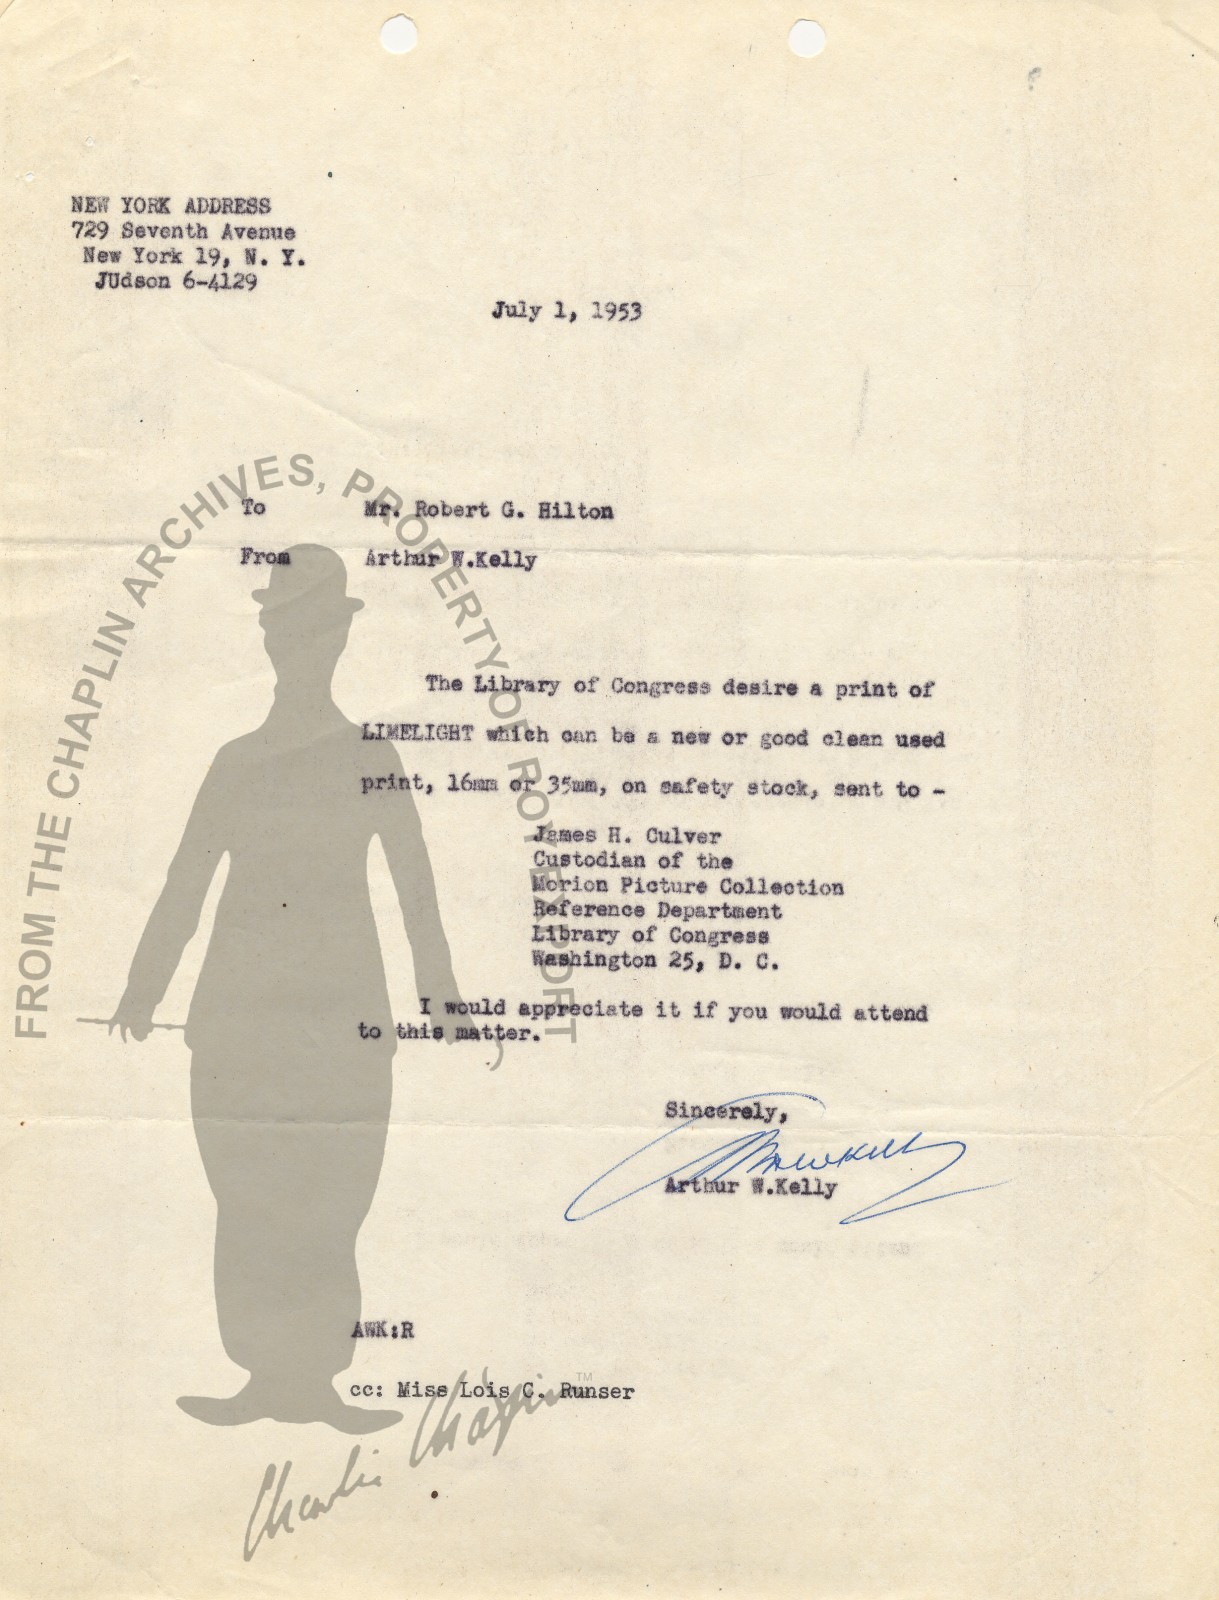 NEW YORK ADDRESS
729 Seventh Avenue
New York 19, N. Y.
JUdson 6-4129
July 1, 1953
FROM THE CHAPLIN ARCHIVES, PROPERTY OF ROY EXPORT
To Mr. Robert G. Hilton
From Arthur W.Kelly
The Library of Congress desire a print of
LIMELIGHT which can be a new or good clean used
print, 16mm or 35mm, on safety stock, sent to -
James H. Culver
Custodian of the
Morion Picture Collection
Reference Department
Library of Congress
Washington 25, D. C.
I would appreciate it if you would attend
to this matter.
Sincerely,
Arthur W.Kelly
AWK:R
cc: Miss Lois C. Runser
Charlie Chaplin™